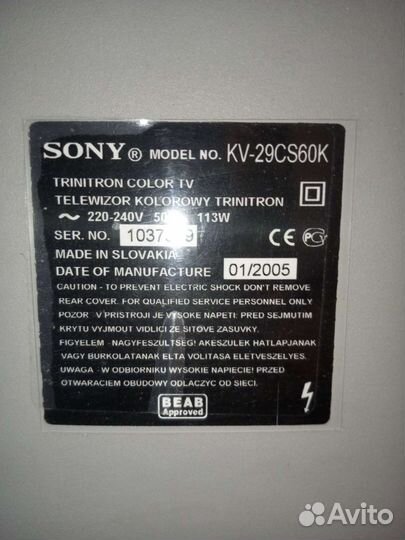 SONY® MODEL NO. KV-29CS60K
TRINITRON COLOR TV
TELEWIZOR KOLOROWY TRINITRON
~ 220-240V 113W
SER. NO.
CE PG
MADE IN SLOVAKIA
DATE OF MANUFACTURE 01/2005
CAUTION - TO PREVENT ELECTRIC SHOCK DON'T REMOVE
REAR COVER. FOR QUALIFIED SERVICE PERSONNEL ONLY
POZOR - V PRISTROJI JE VYSOKE NAPETI: PRED SEJMUTIM
KRYTU VYJMOUT VIDLICI ZE SITOVE ZASUVKY.
FIGYELEM - NAGYFESZULTSEG! AKESZULEK HATLAPJANAK
VAGY BURKOLATANAK ELTA VOLITASA ELETVESZELYES.
UWAGA - W ODBIORNIKU WYSOKIE NAPIECIE! PRZED
OTWARCIEM OBUDOWY ODLACZYC OD SIECI.
BEAB
Approved
Avito